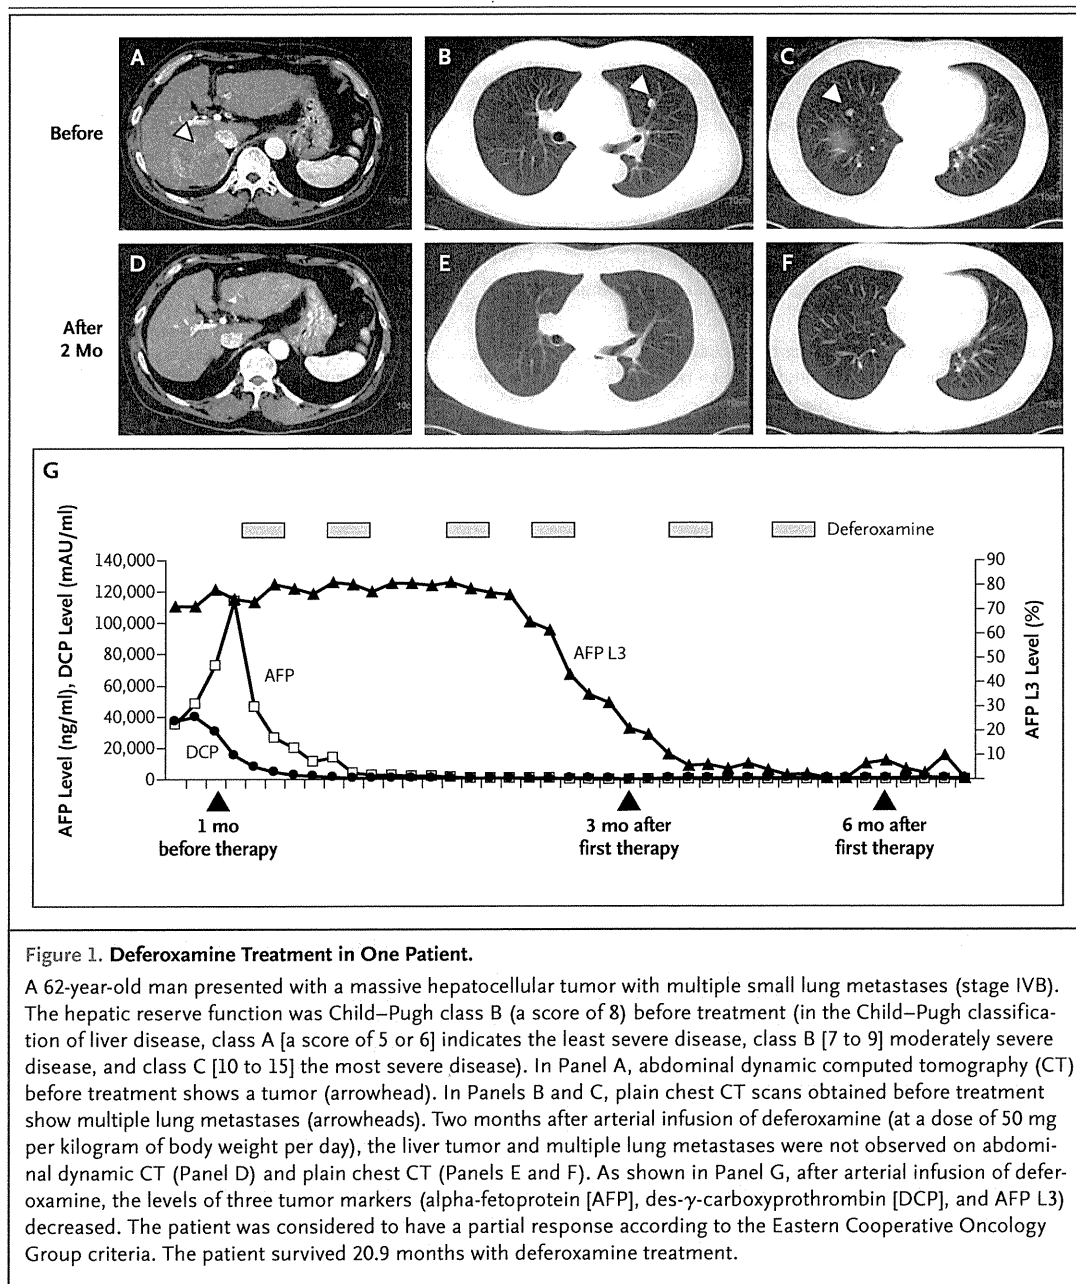 A
B
C
Before
D
E
F
After
2 Mo
G
Deferoxamine
AFP Level (ng/ml), DCP Level (mAU/ml)
140,000
120,000
100,000
80,000
60,000
40,000
20,000
0
AFP
DCP
AFP L3
90
80
70
60
50
40
30
20
10
AFP L3 Level (%)
1 mo
before therapy
3 mo after
first therapy
6 mo after
first therapy
Figure 1. Deferoxamine Treatment in One Patient.
A 62-year-old man presented with a massive hepatocellular tumor with multiple small lung metastases (stage IVB).
The hepatic reserve function was Child–Pugh class B (a score of 8) before treatment (in the Child–Pugh classifica-
tion of liver disease, class A [a score of 5 or 6] indicates the least severe disease, class B [7 to 9] moderately severe
disease, and class C [10 to 15] the most severe disease). In Panel A, abdominal dynamic computed tomography (CT)
before treatment shows a tumor (arrowhead). In Panels B and C, plain chest CT scans obtained before treatment
show multiple lung metastases (arrowheads). Two months after arterial infusion of deferoxamine (at a dose of 50 mg
per kilogram of body weight per day), the liver tumor and multiple lung metastases were not observed on abdomi-
nal dynamic CT (Panel D) and plain chest CT (Panels E and F). As shown in Panel G, after arterial infusion of defer-
oxamine, the levels of three tumor markers (alpha-fetoprotein [AFP], des-γ-carboxyprothrombin [DCP], and AFP L3)
decreased. The patient was considered to have a partial response according to the Eastern Cooperative Oncology
Group criteria. The patient survived 20.9 months with deferoxamine treatment.